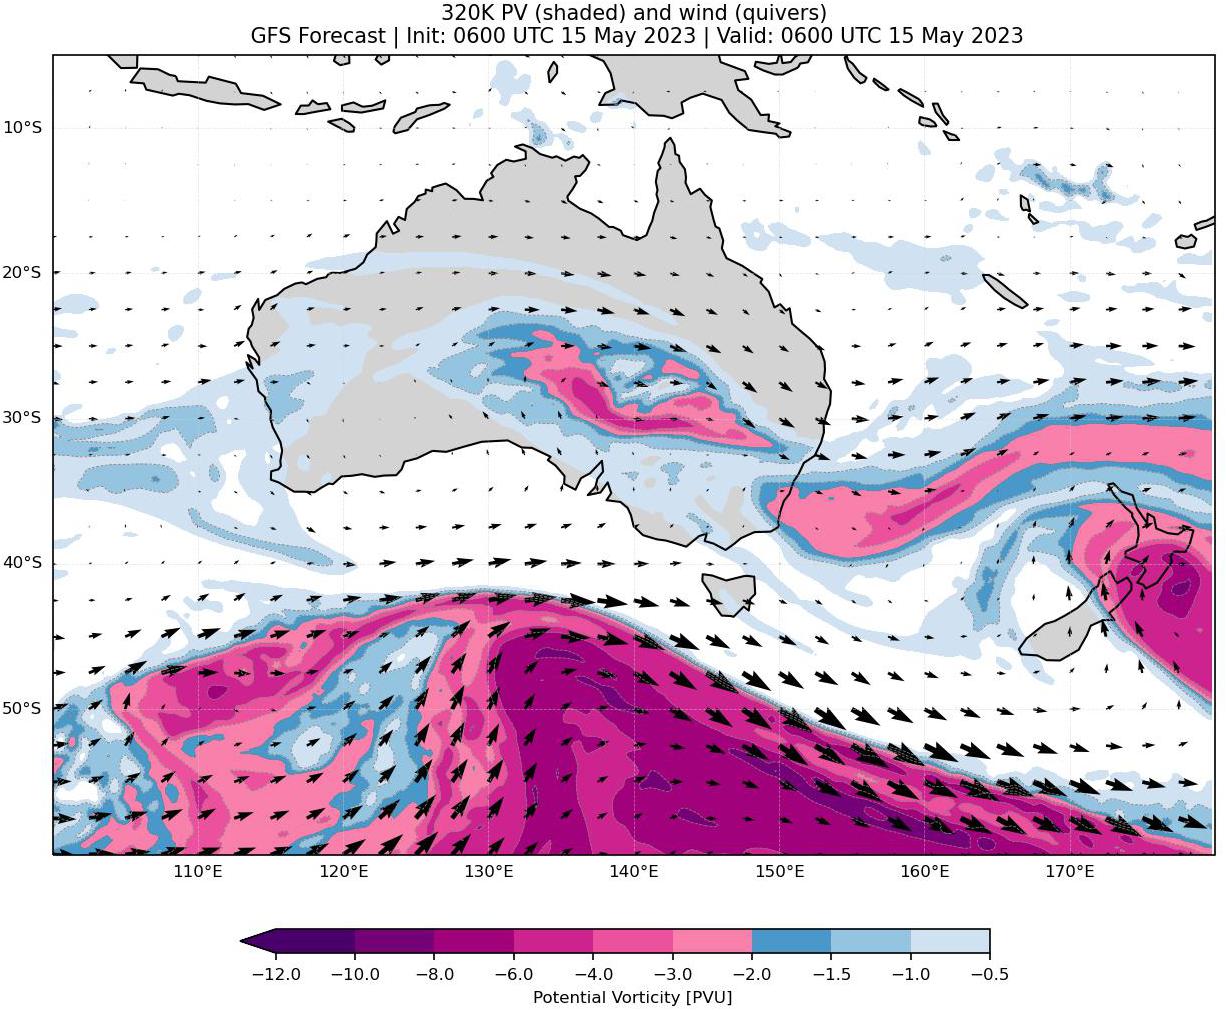 320K PV (shaded) and wind (quivers)
GFS Forecast | Init: 0600 UTC 15 May 2023 | Valid: 0600 UTC 15 May 2023
10°S
20°S
30°S
40°S
50°S
110°E 120°E 130°E 140°E 150°E 160°E 170°E
−12.0 −10.0 −8.0 −6.0 −4.0 −3.0 −2.0 −1.5 −1.0 −0.5
Potential Vorticity [PVU]